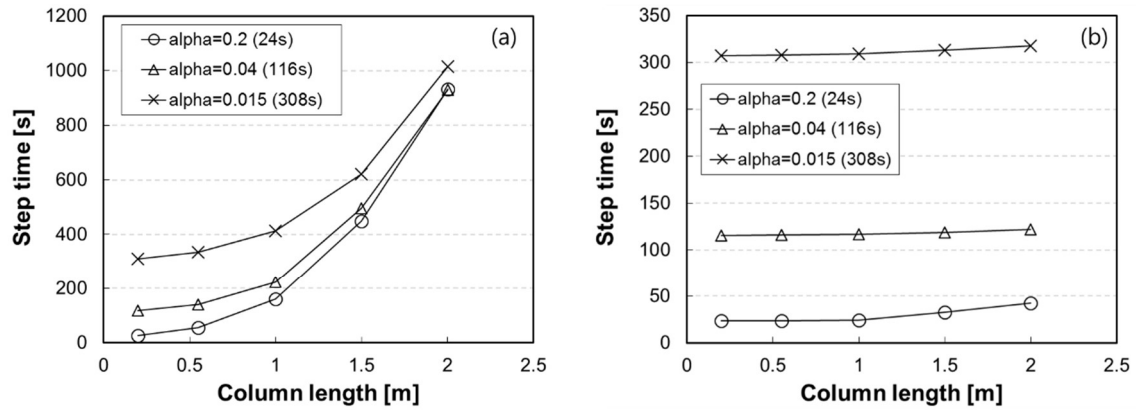 1200
1000
800
600
400
200
0
Step time [s]
alpha=0.2 (24s)
alpha=0.04 (116s)
alpha=0.015 (308s)
(a)
0 0.5 1 1.5 2 2.5
Column length [m]
350
300
250
200
150
100
50
0
Step time [s]
(b)
alpha=0.2 (24s)
alpha=0.04 (116s)
alpha=0.015 (308s)
0 0.5 1 1.5 2 2.5
Column length [m]